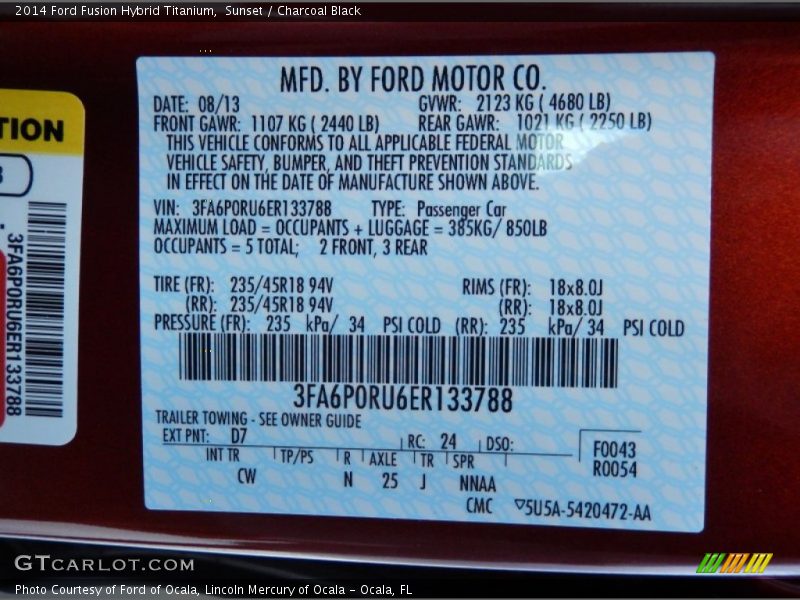 2014 Ford Fusion Hybrid Titanium,  Sunset / Charcoal Black
TION
3FA6P0RU6ER133788
MFD. BY FORD MOTOR CO.
DATE: 08/13 GVWR: 2123 KG ( 4680 LB)
FRONT GAWR: 1107 KG ( 2440 LB) REAR GAWR: 1021 KG ( 2250 LB)
THIS VEHICLE CONFORMS TO ALL APPLICABLE FEDERAL MOTOR
VEHICLE SAFETY, BUMPER, AND THEFT PREVENTION STANDARDS
IN EFFECT ON THE DATE OF MANUFACTURE SHOWN ABOVE.
VIN: 3FA6P0RU6ER133788 TYPE: Passenger Car
MAXIMUM LOAD = OCCUPANTS + LUGGAGE = 385KG/ 850LB
OCCUPANTS = 5 TOTAL; 2 FRONT, 3 REAR
TIRE (FR): 235/45R18 94V RIMS (FR): 18x8.0J
(RR): 235/45R18 94V (RR): 18x8.0J
PRESSURE (FR): 235 kPa/ 34 PSI COLD (RR): 235 kPa/ 34 PSI COLD
3FA6P0RU6ER133788
TRAILER TOWING - SEE OWNER GUIDE
EXT PNT: D7 RC: 24 DSO: F0043
INT TR TP/PS R AXLE TR SPR R0054
CW N 25 J NNAA
CMC ▽5U5A-5420472-AA
GTCARLOT.COM
Photo Courtesy of Ford of Ocala, Lincoln Mercury of Ocala - Ocala, FL